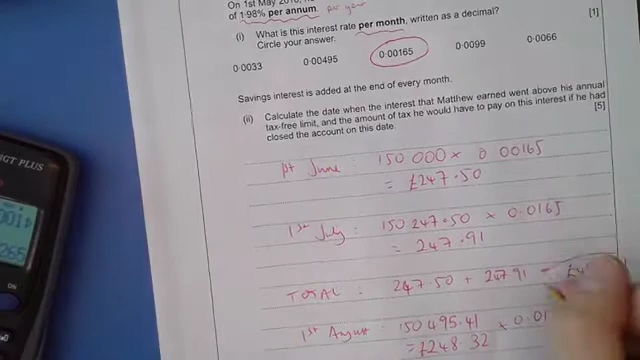 On 1st May
of 1·98% per annum. per year
(i) What is this interest rate per month, written as a decimal?
Circle your answer. [1]
0·0033 0·00495 0·00165 0·0099 0·0066
Savings interest is added at the end of every month.
(ii) Calculate the date when the interest that Matthew earned went above his annual
tax-free limit, and the amount of tax he would have to pay on this interest if he had
closed the account on this date. [5]
1st June : 150 000 × 0 00165
= £247·50
1st July : 150 247·50 × 0.0165
= 247·91
TOTAL : 247·50 + 247 91 =
1st August : 150 495·41 × 0.01
= £248 32
GT PLUS
001
065